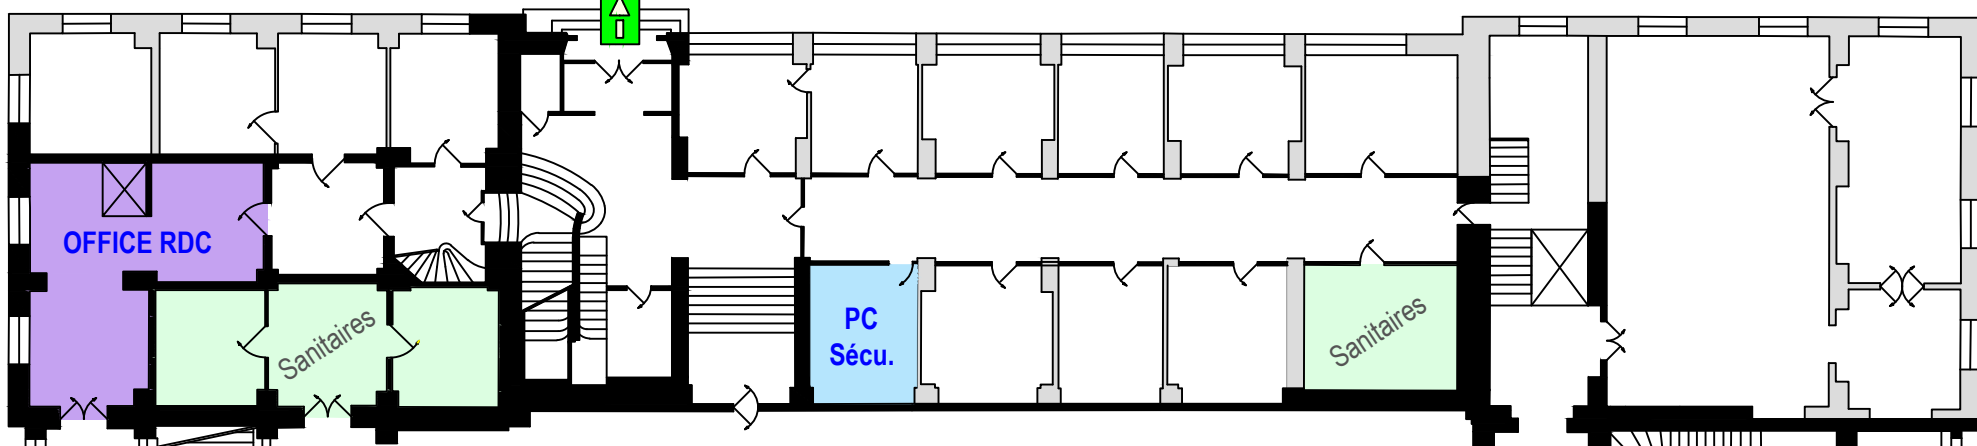 OFFICE RDC
Sanitaires
PC
Sécu.
Sanitaires